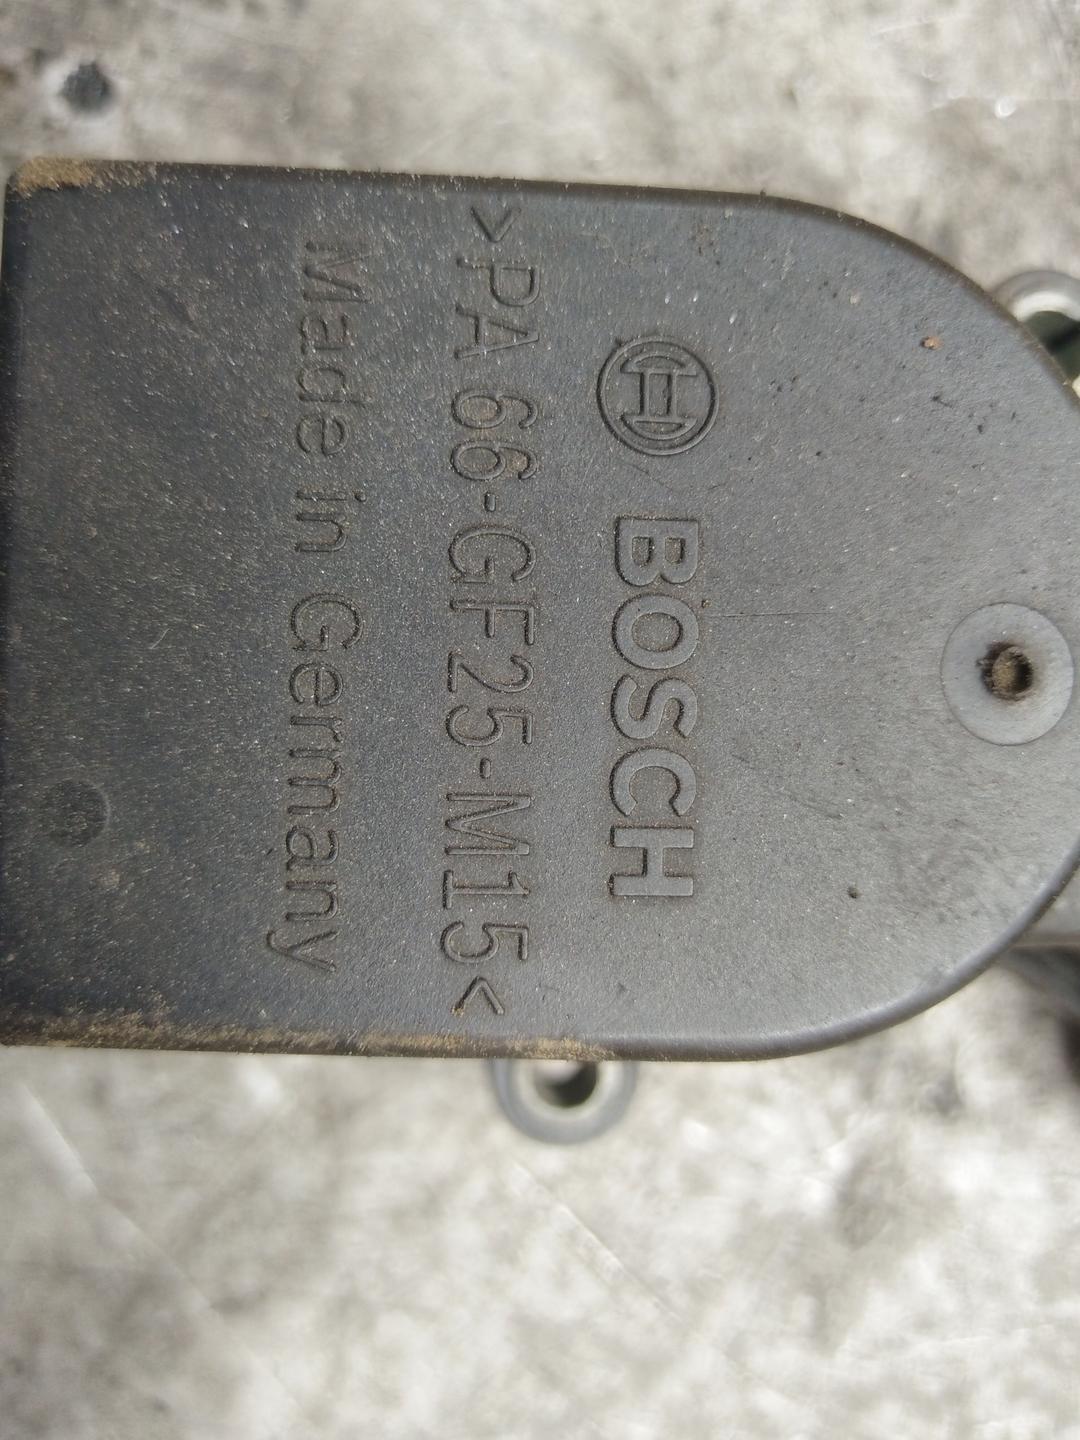 BOSCH
>PA 66-GF25-M15<
Made in Germany